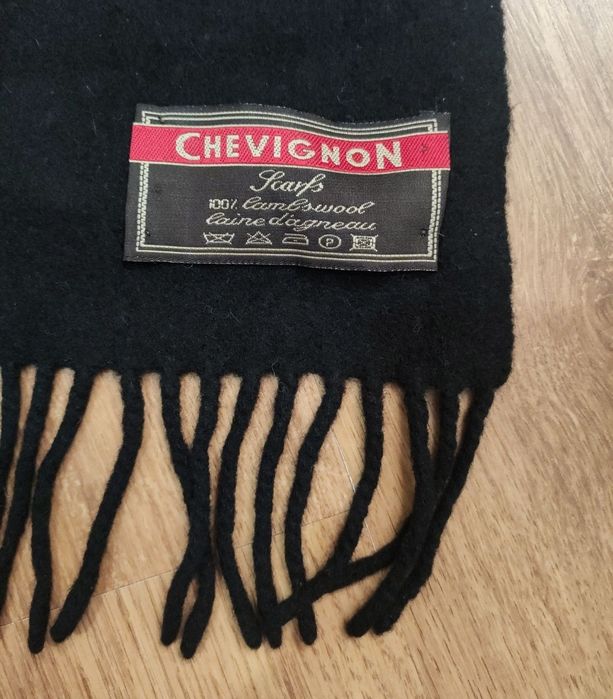 CHEVIGNON
Scarfs
100% lambswool
laine d'agneau
P